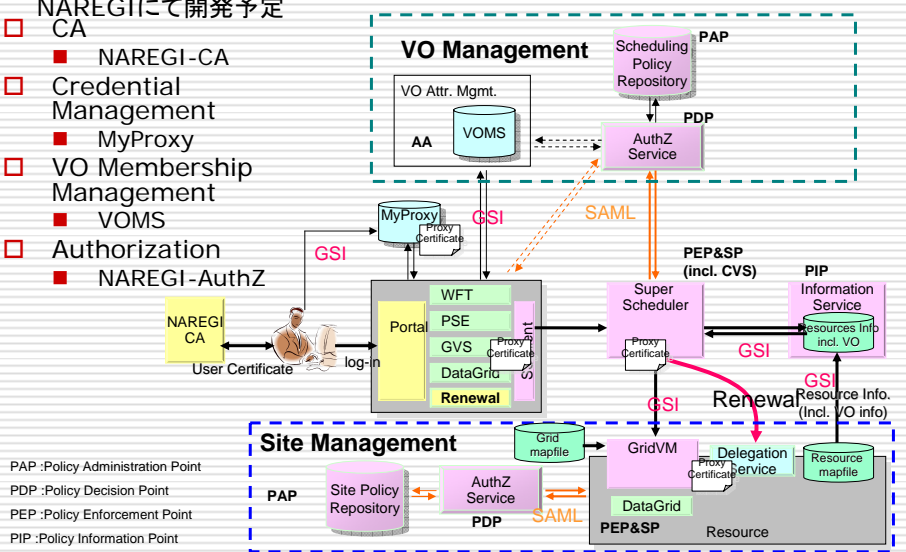 NAREGIにて開発予定
CA
NAREGI-CA
Credential
Management
MyProxy
VO Membership
Management
VOMS
Authorization
NAREGI-AuthZ
VO Management
Scheduling
Policy
Repository
PAP
VO Attr. Mgmt.
AA
VOMS
PDP
AuthZ
Service
MyProxy
Proxy
Certificate
GSI
SAML
GSI
PEP&SP
(incl. CVS)
PIP
NAREGI
CA
User Certificate
log-in
Portal
WFT
PSE
GVS
DataGrid
Renewal
Proxy
Certificate
Super
Scheduler
Proxy
Certificate
Information
Service
Resources Info
incl. VO
GSI
GSI
Renewal
GSI
Resource Info.
(Incl. VO info)
Site Management
Grid
mapfile
GridVM
Proxy
Certificate
Delegation
Service
Resource
mapfile
DataGrid
PEP&SP
Resource
PAP
Site Policy
Repository
AuthZ
Service
PDP
SAML
PAP :Policy Administration Point
PDP :Policy Decision Point
PEP :Policy Enforcement Point
PIP :Policy Information Point